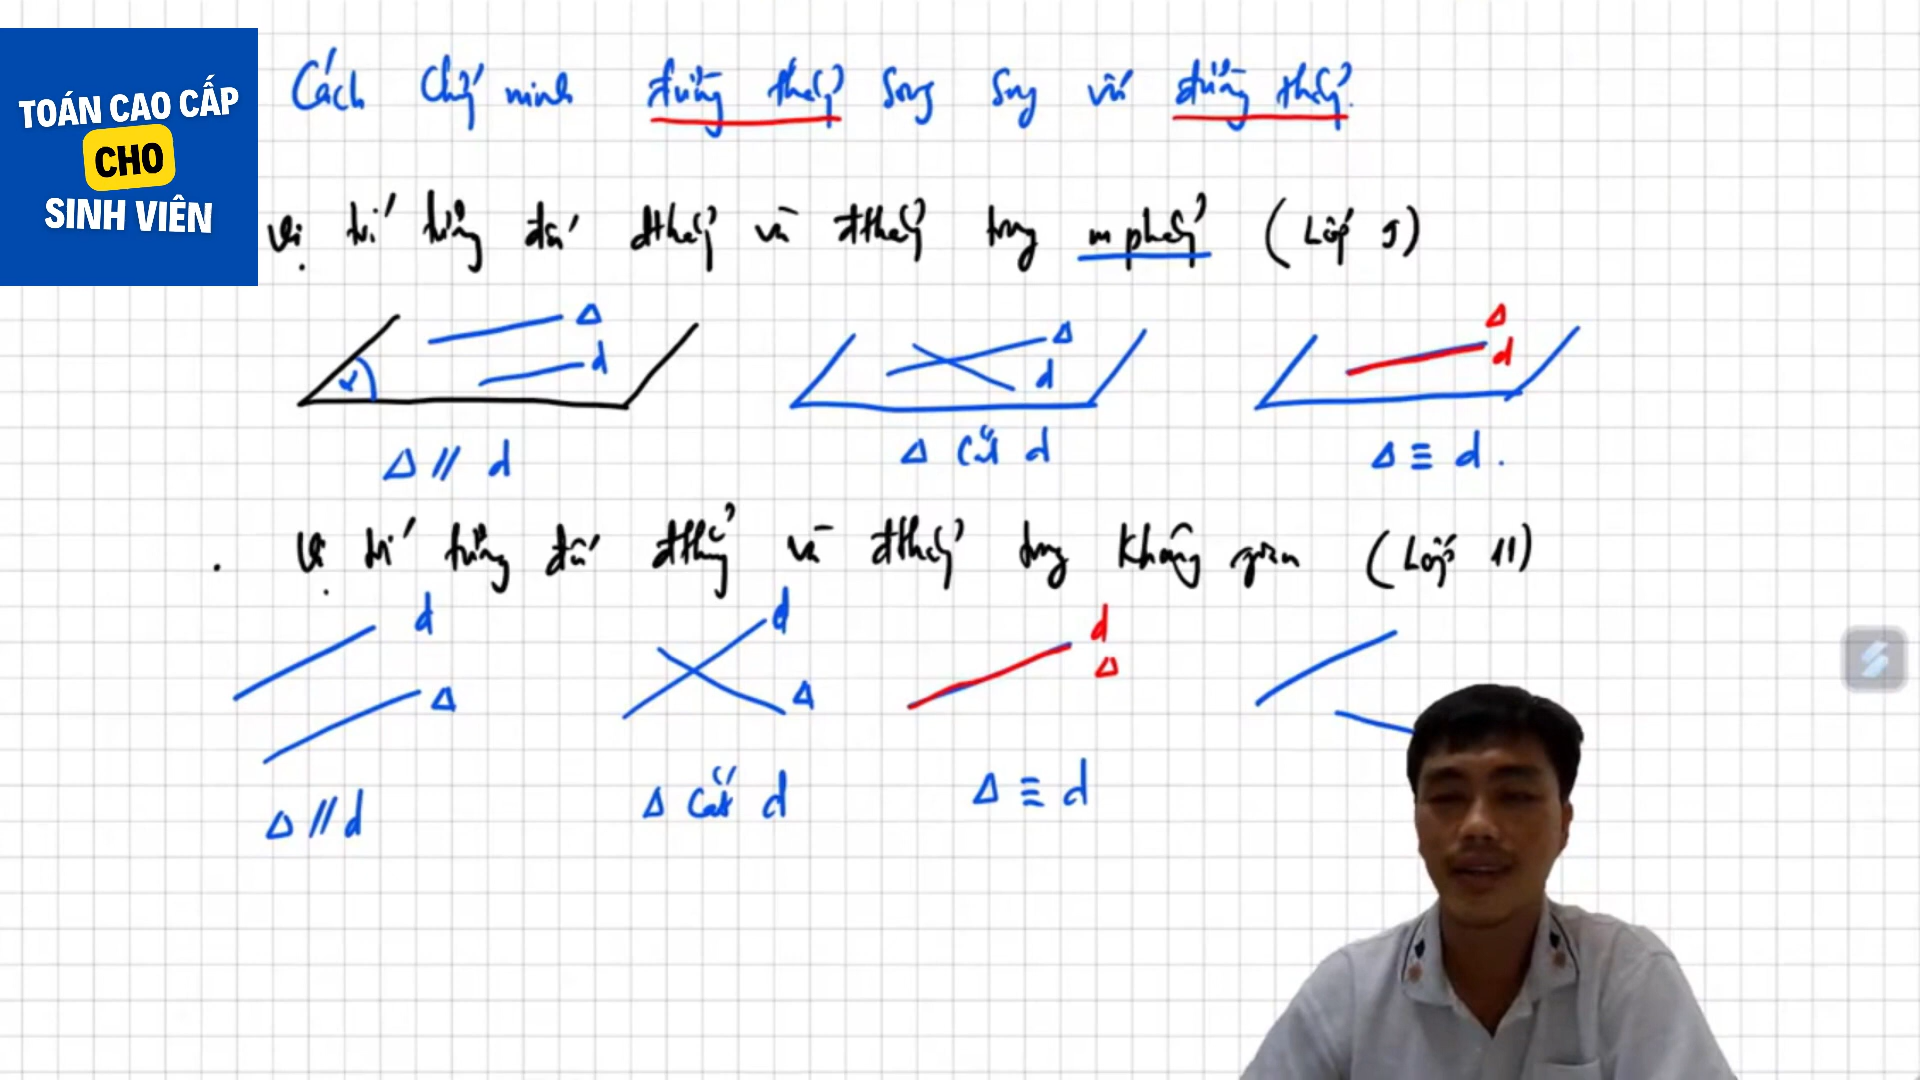 TOÁN CAO CẤP
CHO
SINH VIÊN
Cách chứng minh đường thẳng song song với đường thẳng.
Vị trí tương đối đthẳng và đthẳng trong mphẳng (Lớp 9)
Δ
d
α
Δ // d
Δ
d
Δ cắt d
Δ
d
Δ ≡ d.
. Vị trí tương đối đthẳng và đthẳng trong không gian (Lớp 11)
d
Δ
Δ // d
d
Δ
Δ cắt d
d
Δ
Δ ≡ d